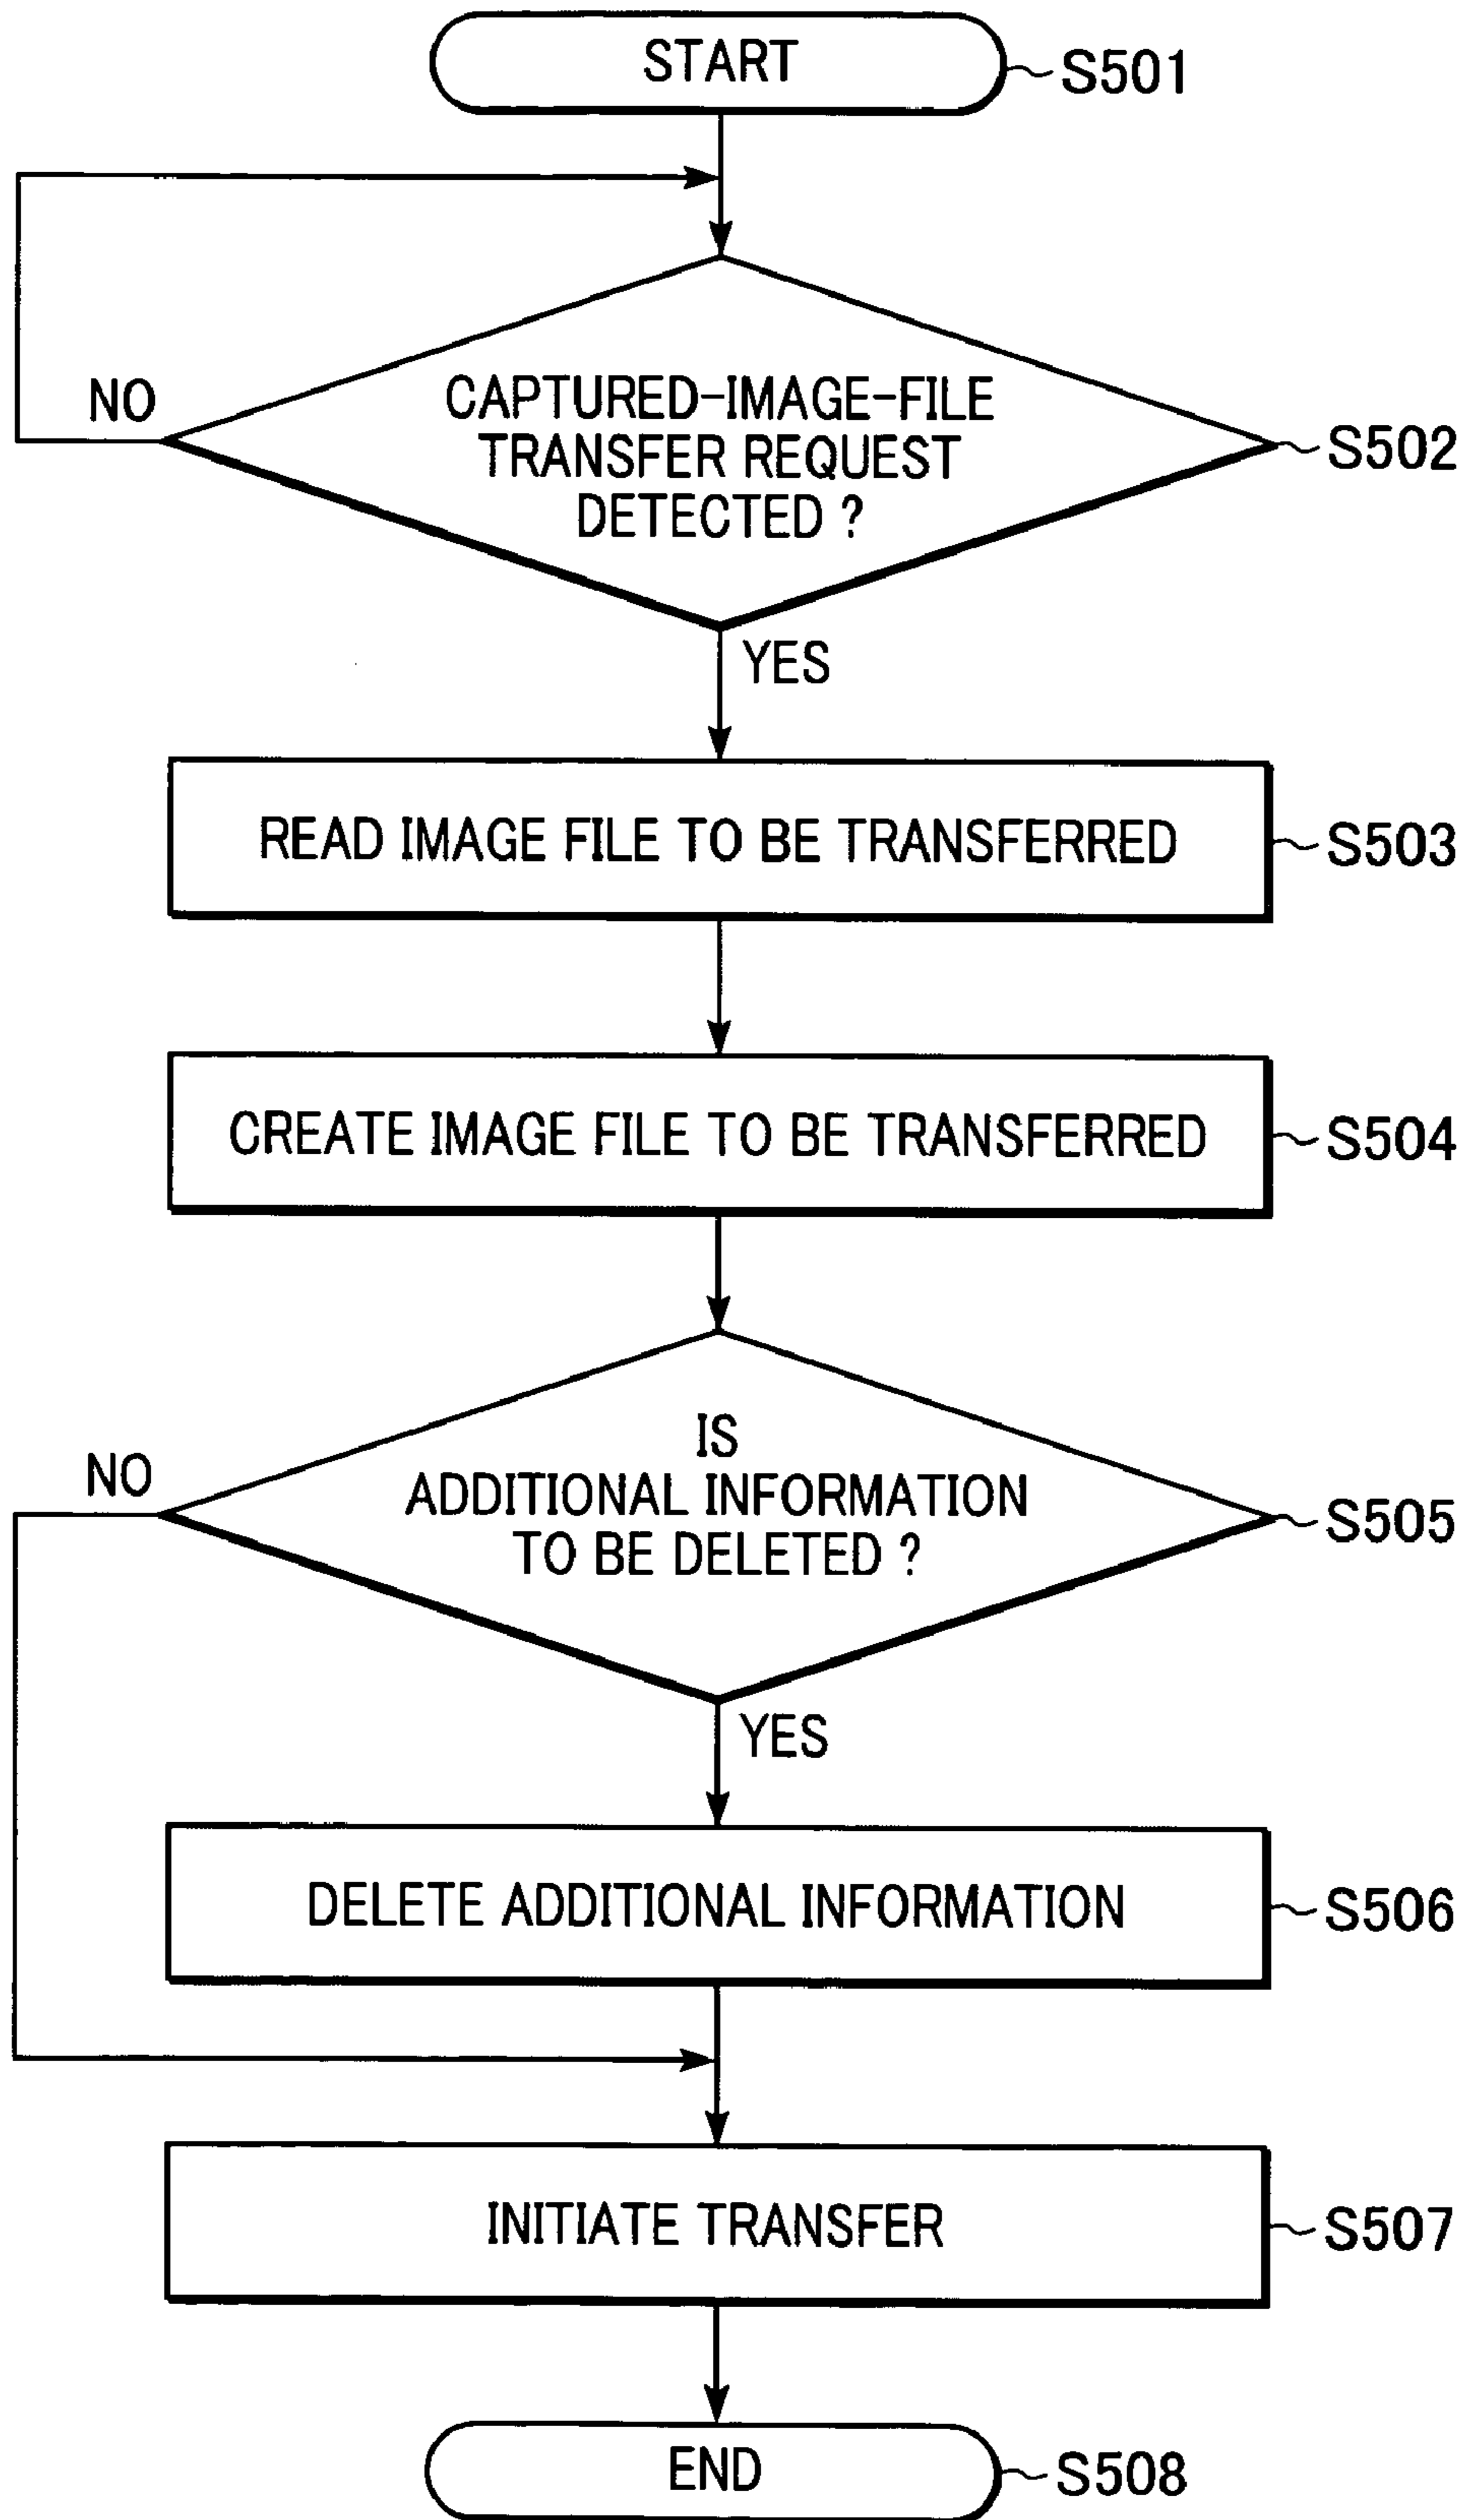 START
S501
NO
CAPTURED-IMAGE-FILE
TRANSFER REQUEST
DETECTED ?
S502
YES
READ IMAGE FILE TO BE TRANSFERRED
S503
CREATE IMAGE FILE TO BE TRANSFERRED
S504
NO
IS
ADDITIONAL INFORMATION
TO BE DELETED ?
S505
YES
DELETE ADDITIONAL INFORMATION
S506
INITIATE TRANSFER
S507
END
S508